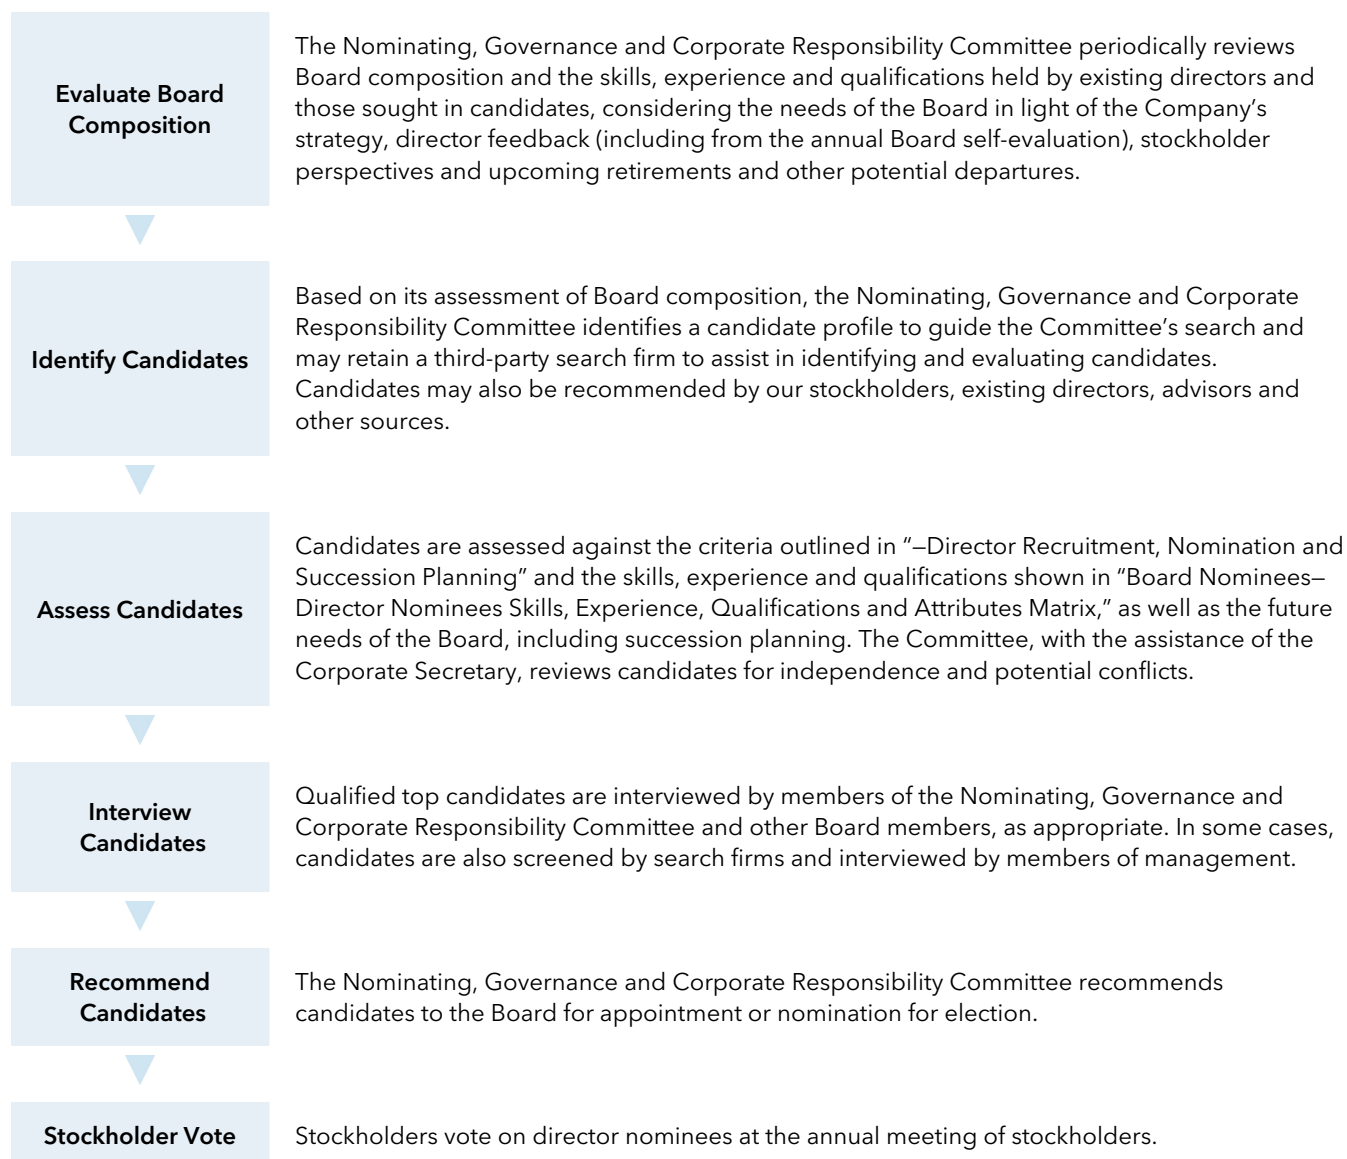 Evaluate Board
Composition
The Nominating, Governance and Corporate Responsibility Committee periodically reviews
Board composition and the skills, experience and qualifications held by existing directors and
those sought in candidates, considering the needs of the Board in light of the Company’s
strategy, director feedback (including from the annual Board self-evaluation), stockholder
perspectives and upcoming retirements and other potential departures.
Identify Candidates
Based on its assessment of Board composition, the Nominating, Governance and Corporate
Responsibility Committee identifies a candidate profile to guide the Committee’s search and
may retain a third-party search firm to assist in identifying and evaluating candidates.
Candidates may also be recommended by our stockholders, existing directors, advisors and
other sources.
Assess Candidates
Candidates are assessed against the criteria outlined in “—Director Recruitment, Nomination and
Succession Planning” and the skills, experience and qualifications shown in “Board Nominees—
Director Nominees Skills, Experience, Qualifications and Attributes Matrix,” as well as the future
needs of the Board, including succession planning. The Committee, with the assistance of the
Corporate Secretary, reviews candidates for independence and potential conflicts.
Interview
Candidates
Qualified top candidates are interviewed by members of the Nominating, Governance and
Corporate Responsibility Committee and other Board members, as appropriate. In some cases,
candidates are also screened by search firms and interviewed by members of management.
Recommend
Candidates
The Nominating, Governance and Corporate Responsibility Committee recommends
candidates to the Board for appointment or nomination for election.
Stockholder Vote
Stockholders vote on director nominees at the annual meeting of stockholders.